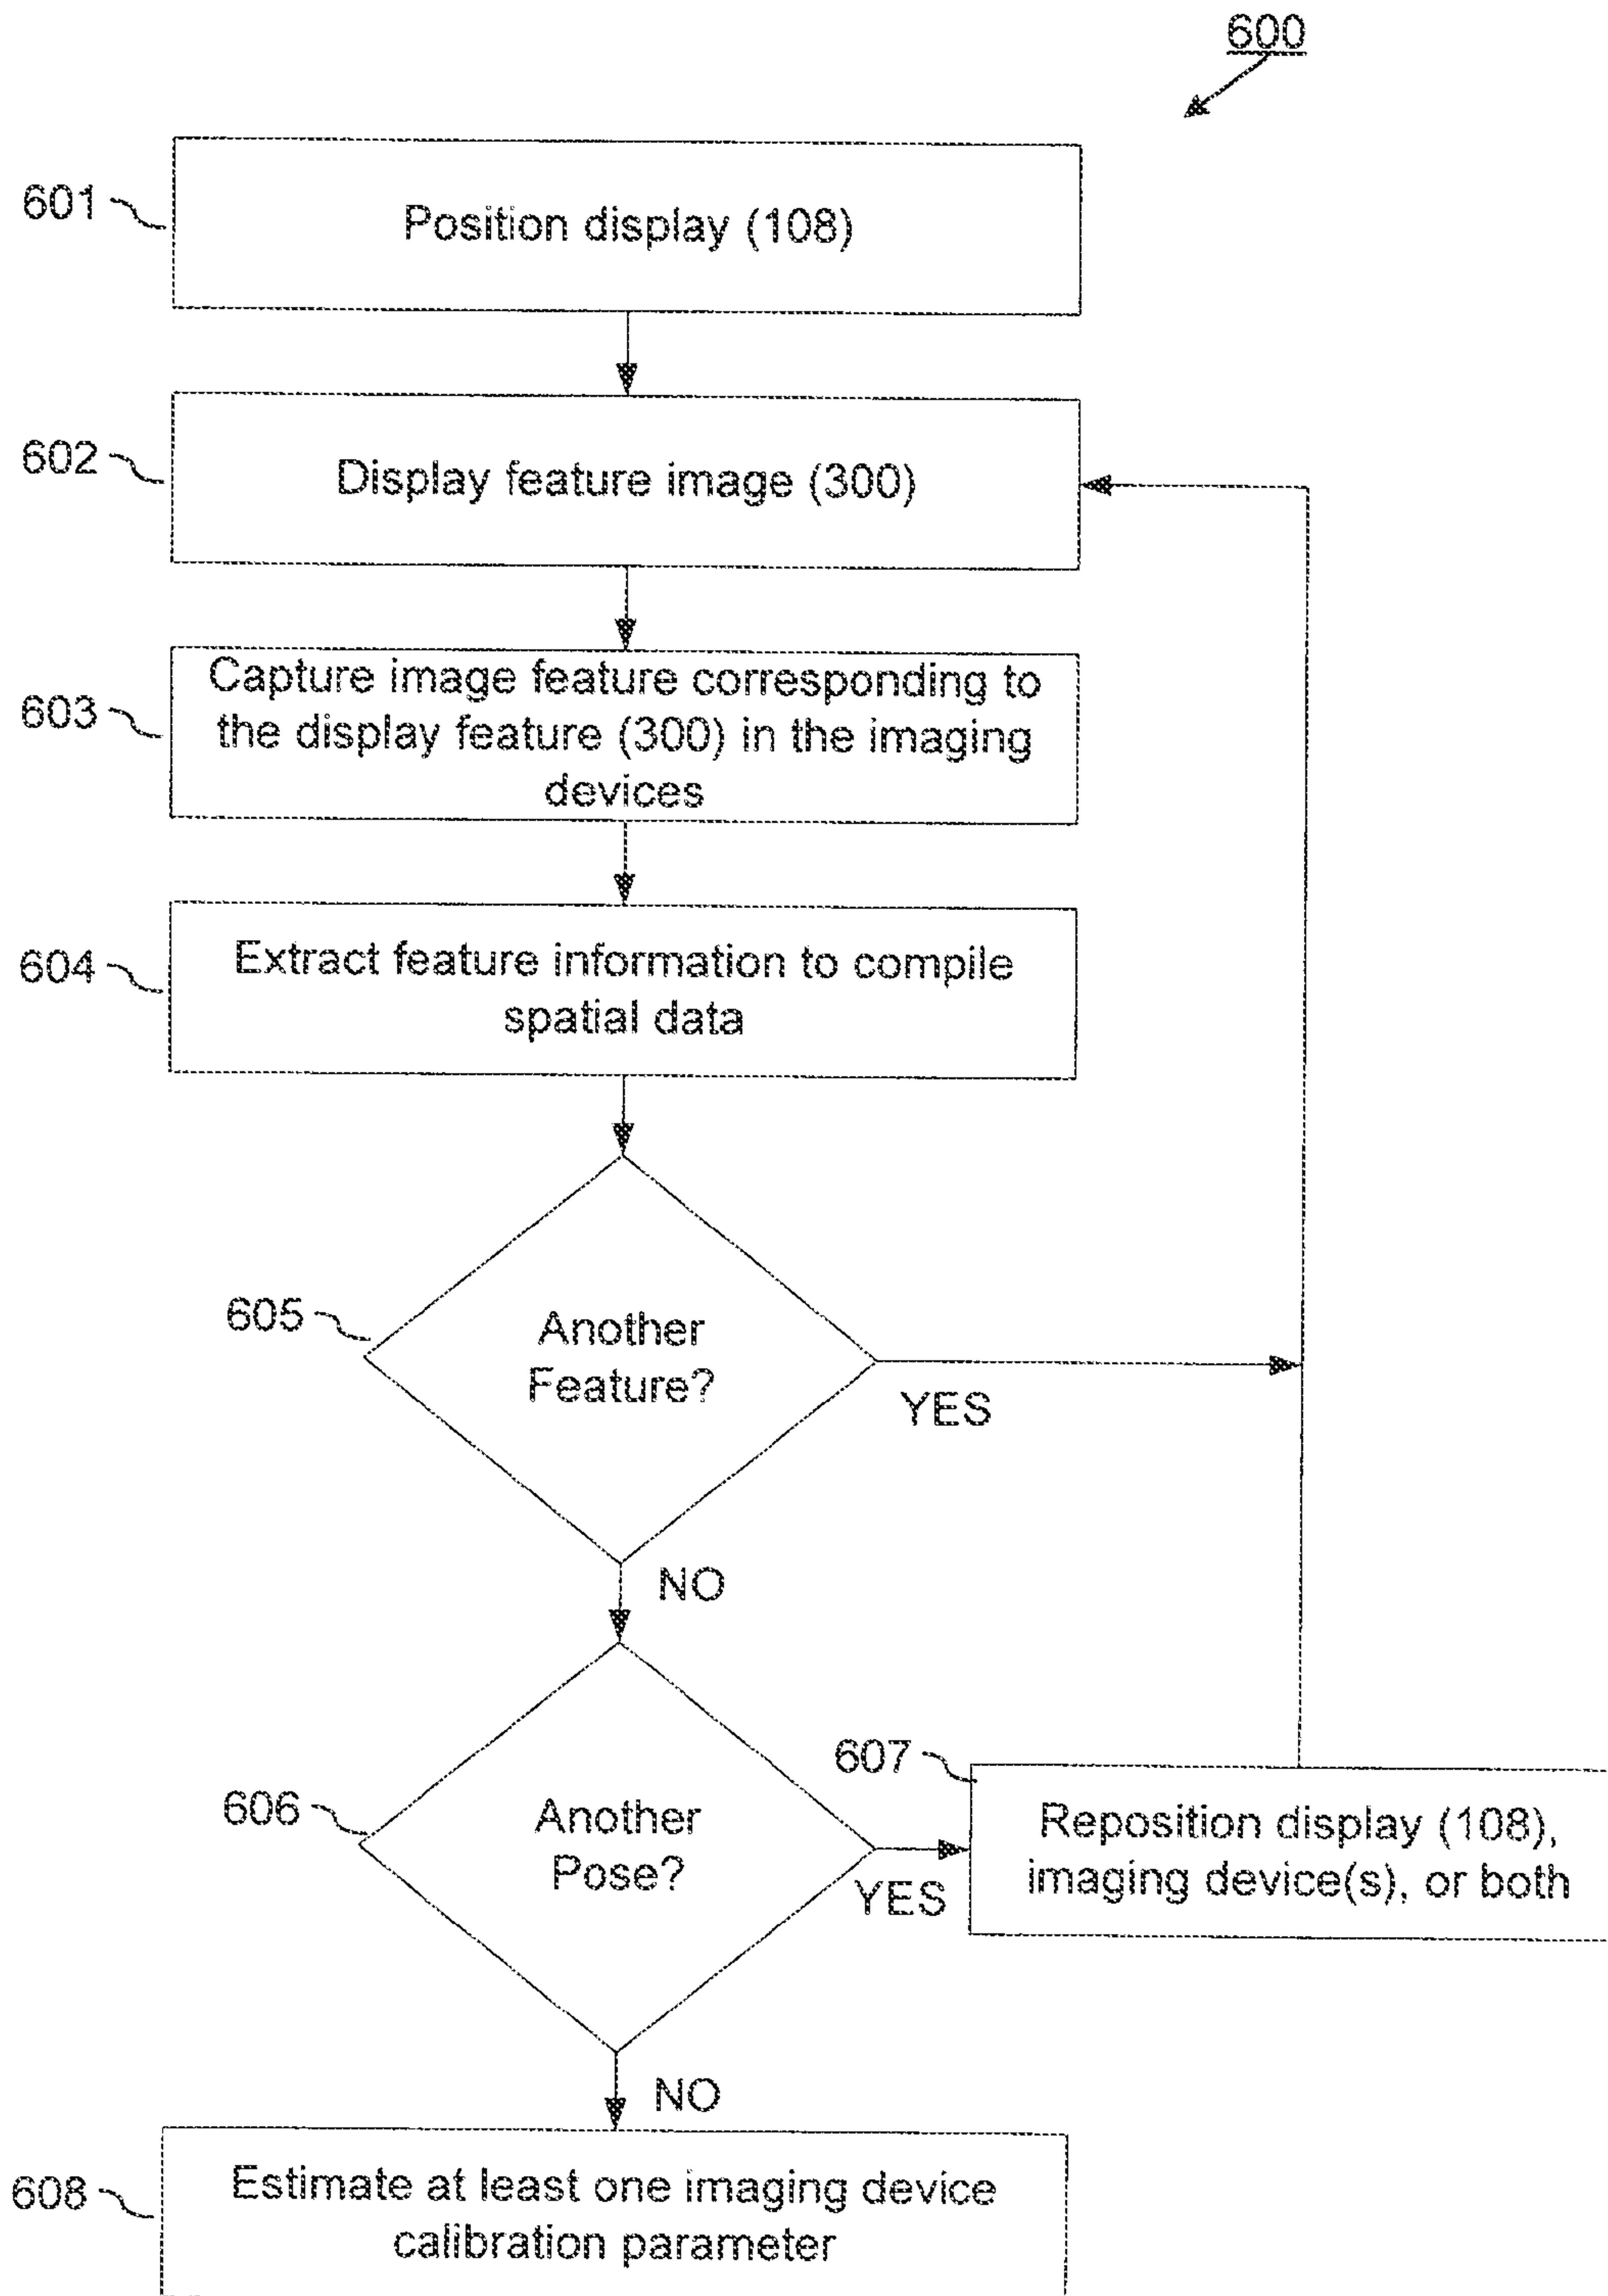 600
601
Position display (108)
602
Display feature image (300)
603
Capture image feature corresponding to
the display feature (300) in the imaging
devices
604
Extract feature information to compile
spatial data
605
Another
Feature?
YES
NO
606
Another
Pose?
YES
607
Reposition display (108),
imaging device(s), or both
NO
608
Estimate at least one imaging device
calibration parameter